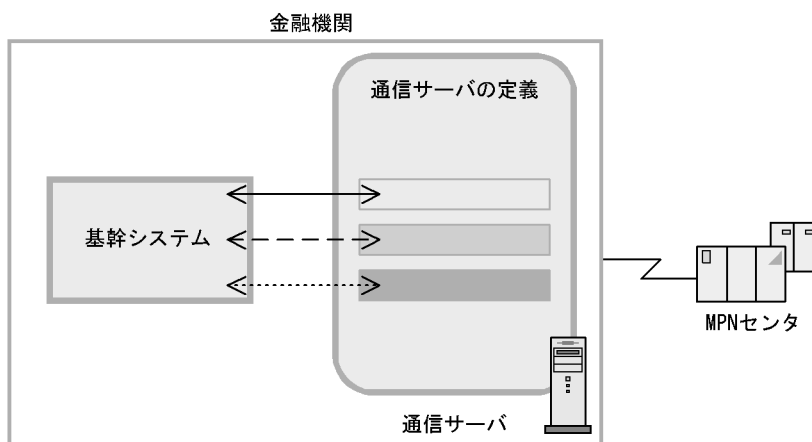 金融機関
通信サーバの定義
基幹システム
MPNセンタ
通信サーバ